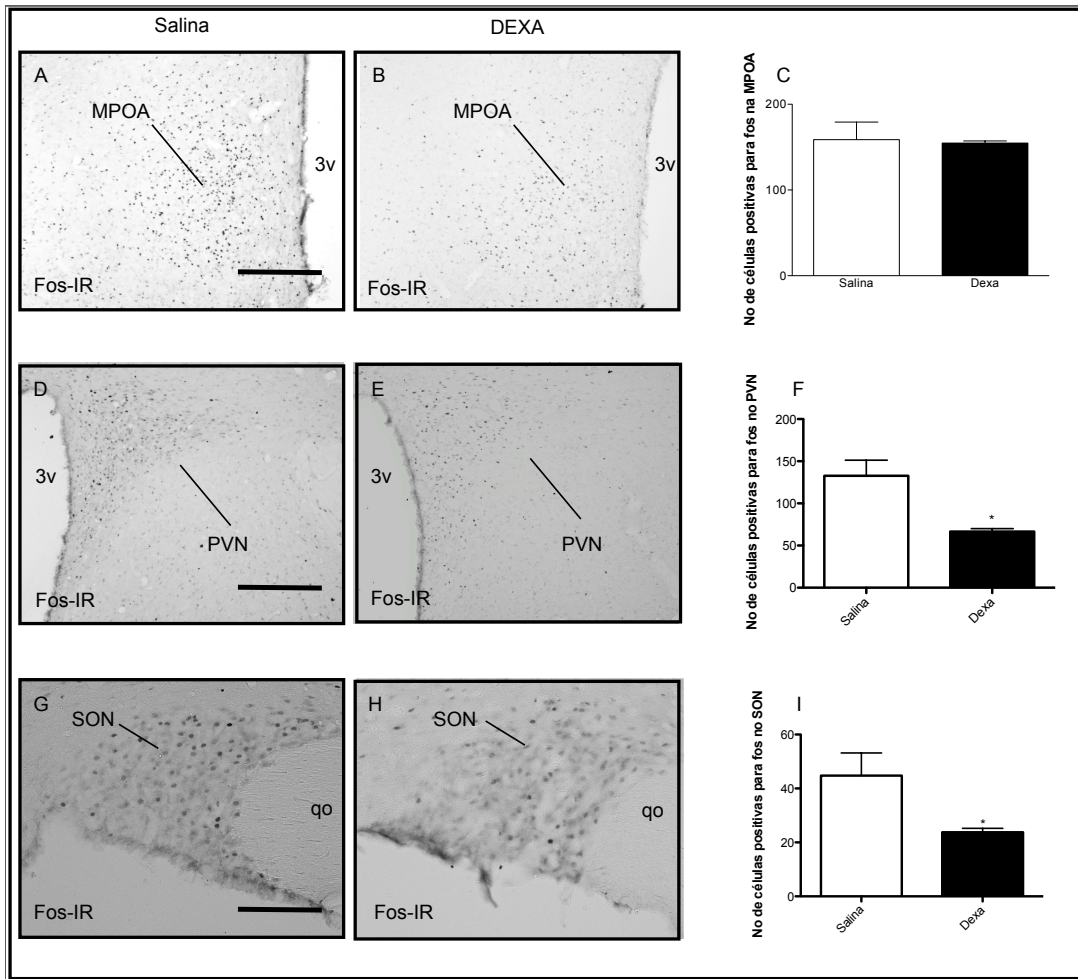 Salina
DEXA
A
MPOA
3v
Fos-IR
B
MPOA
3v
Fos-IR
C
No de células positivas para fos na MPOA
200
100
0
Salina
Dexa
D
3v
PVN
Fos-IR
E
3v
PVN
Fos-IR
F
No de células positivas para fos no PVN
200
150
100
50
0
*
Salina
Dexa
G
SON
qo
Fos-IR
H
SON
qo
Fos-IR
I
No de células positivas para fos no SON
60
40
20
0
*
Salina
Dexa